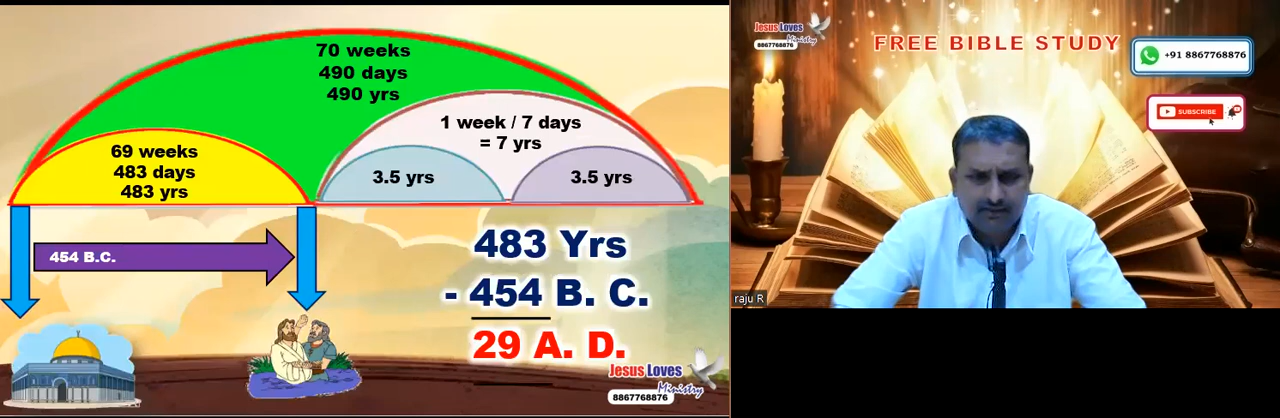 70 weeks
490 days
490 yrs
1 week / 7 days
= 7 yrs
69 weeks
483 days
483 yrs
3.5 yrs
3.5 yrs
454 B.C.
483 Yrs
- 454 B. C.
29 A. D.
Jesus Loves
Ministry
8867768876
Jesus Loves
Ministry
8867768876
FREE BIBLE STUDY
+91 8867768876
SUBSCRIBE
raju R